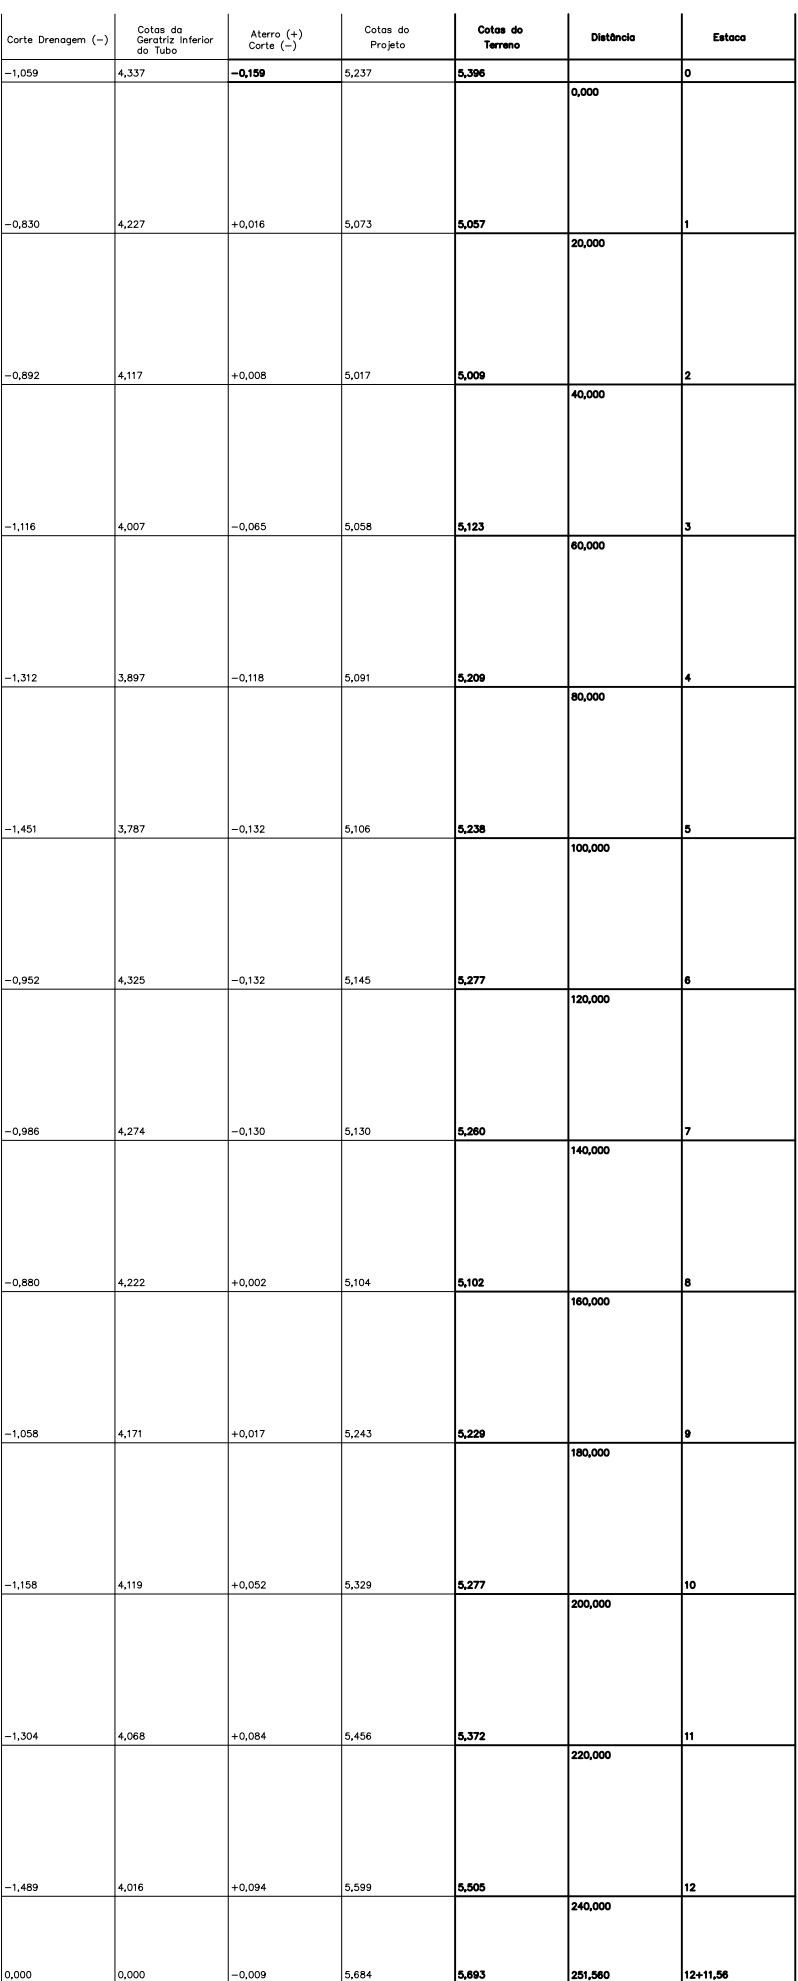 Corte Drenagem (-) Cotas da Geratriz Inferior do Tubo Aterro (+) Corte (-) Cotas do Projeto Cotas do Terreno Distância Estaca
-1,059 4,337 -0,159 5,237 5,396 0
0,000
-0,830 4,227 +0,016 5,073 5,057 1
20,000
-0,892 4,117 +0,008 5,017 5,009 2
40,000
-1,116 4,007 -0,065 5,058 5,123 3
60,000
-1,312 3,897 -0,118 5,091 5,209 4
80,000
-1,451 3,787 -0,132 5,106 5,238 5
100,000
-0,952 4,325 -0,132 5,145 5,277 6
120,000
-0,986 4,274 -0,130 5,130 5,260 7
140,000
-0,880 4,222 +0,002 5,104 5,102 8
160,000
-1,058 4,171 +0,017 5,243 5,229 9
180,000
-1,158 4,119 +0,052 5,329 5,277 10
200,000
-1,304 4,068 +0,084 5,456 5,372 11
220,000
-1,489 4,016 +0,094 5,599 5,505 12
240,000
0,000 0,000 -0,009 5,684 5,693 251,560 12+11,56